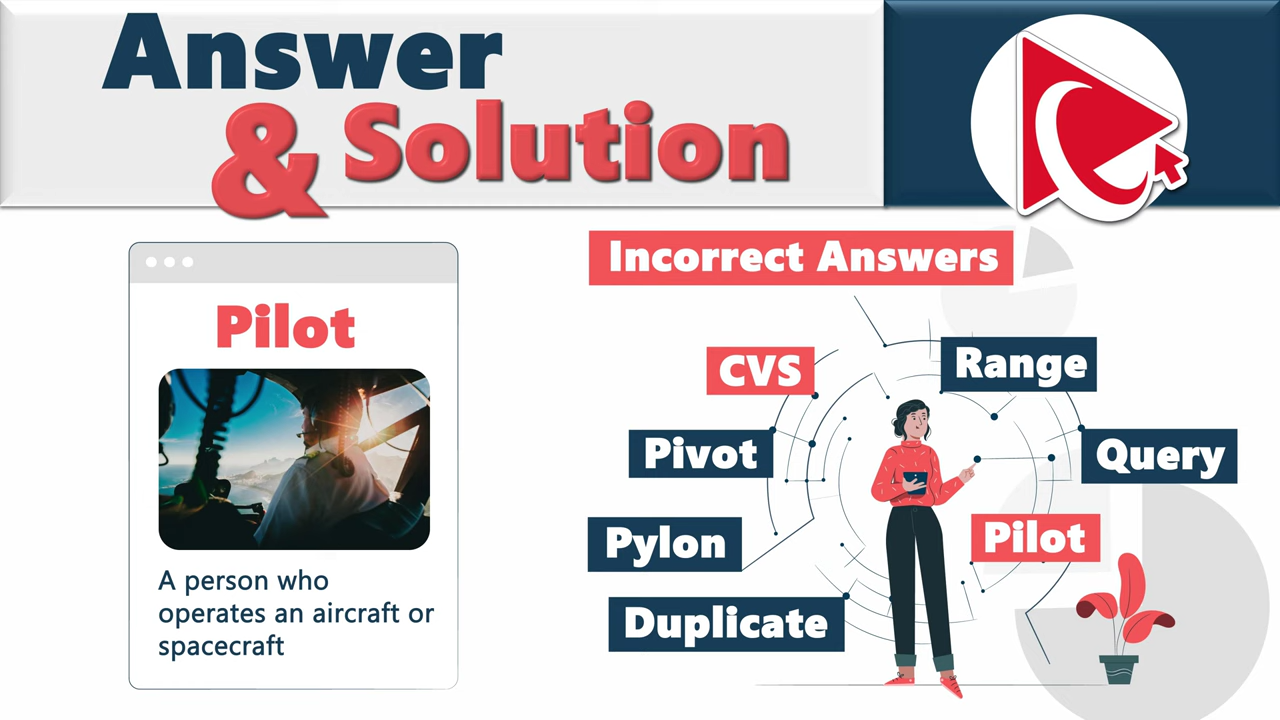 Answer
& Solution
Pilot
A person who
operates an aircraft or
spacecraft
Incorrect Answers
CVS
Range
Pivot
Query
Pylon
Pilot
Duplicate